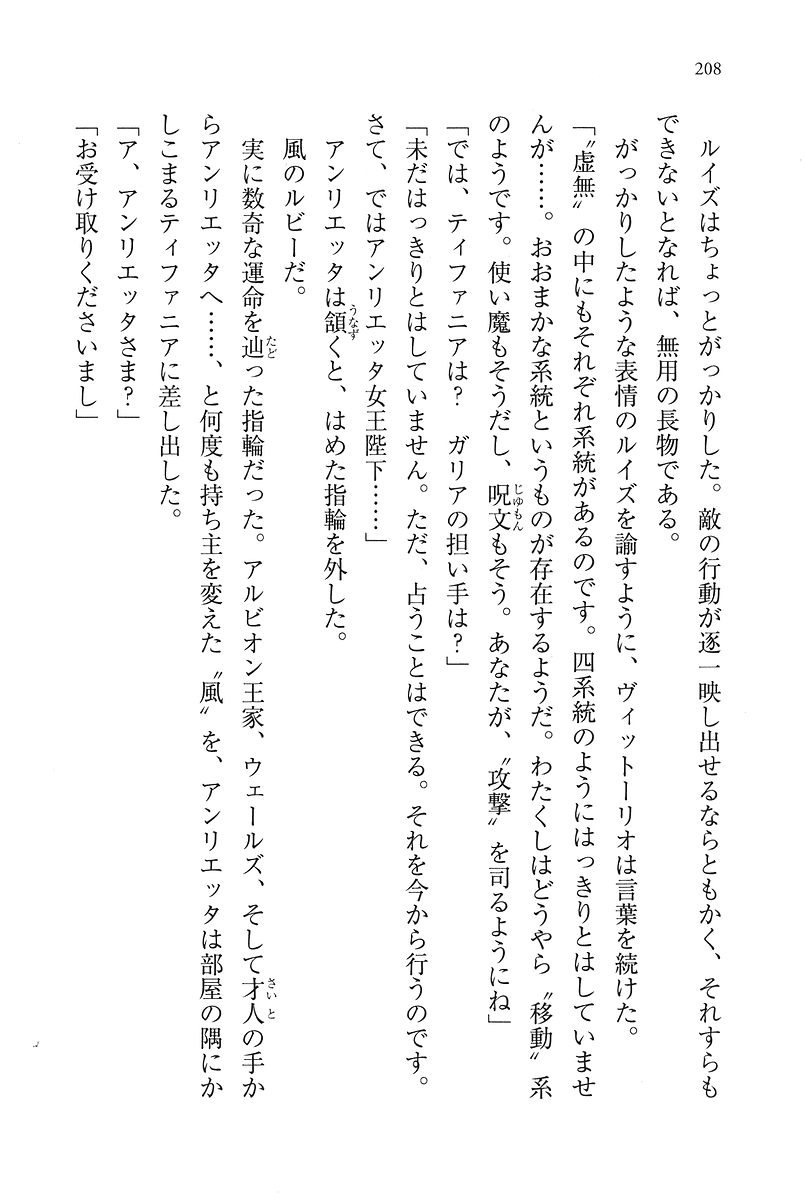 208
ルイズはちょっとがっかりした。敵の行動が逐一映し出せるならともかく、それすらも
できないとなれば、無用の長物である。
がっかりしたような表情のルイズを諭すように、ヴィットーリオは言葉を続けた。
「〝虚無〟の中にもそれぞれ系統があるのです。四系統のようにはっきりとはしていませ
んが……。おおまかな系統というものが存在するようだ。わたくしはどうやら〝移動〟系
のようです。使い魔もそうだし、呪文もそう。あなたが、〝攻撃〟を司るようにね」
「では、ティファニアは？　ガリアの担い手は？」
「未だはっきりとはしていません。ただ、占うことはできる。それを今から行うのです。
さて、ではアンリエッタ女王陛下……」
アンリエッタは頷くと、はめた指輪を外した。
風のルビーだ。
実に数奇な運命を辿った指輪だった。アルビオン王家、ウェールズ、そして才人の手か
らアンリエッタへ……、と何度も持ち主を変えた〝風〟を、アンリエッタは部屋の隅にか
しこまるティファニアに差し出した。
「ア、アンリエッタさま？」
「お受け取りくださいまし」